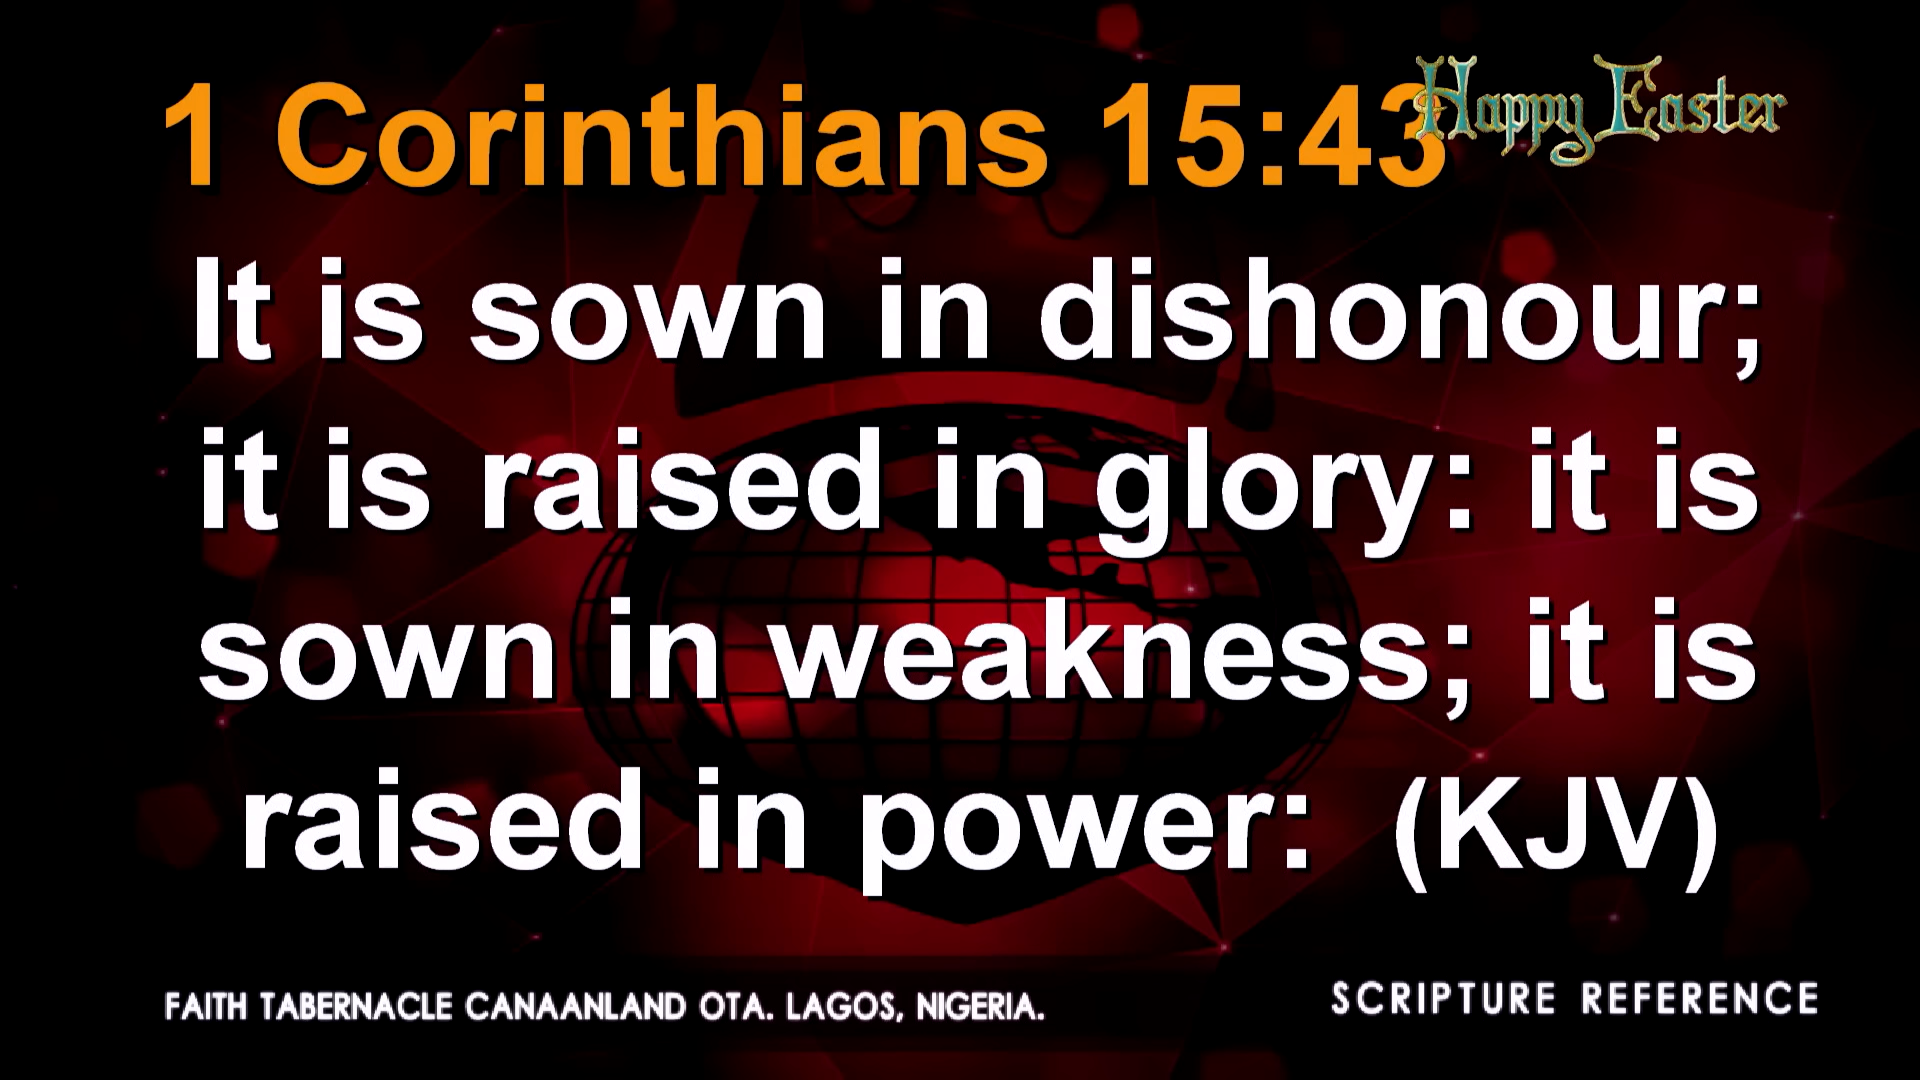 1 Corinthians 15:43
Happy Easter
It is sown in dishonour;
it is raised in glory: it is
sown in weakness; it is
raised in power:  (KJV)
FAITH TABERNACLE CANAANLAND OTA. LAGOS, NIGERIA.
SCRIPTURE REFERENCE